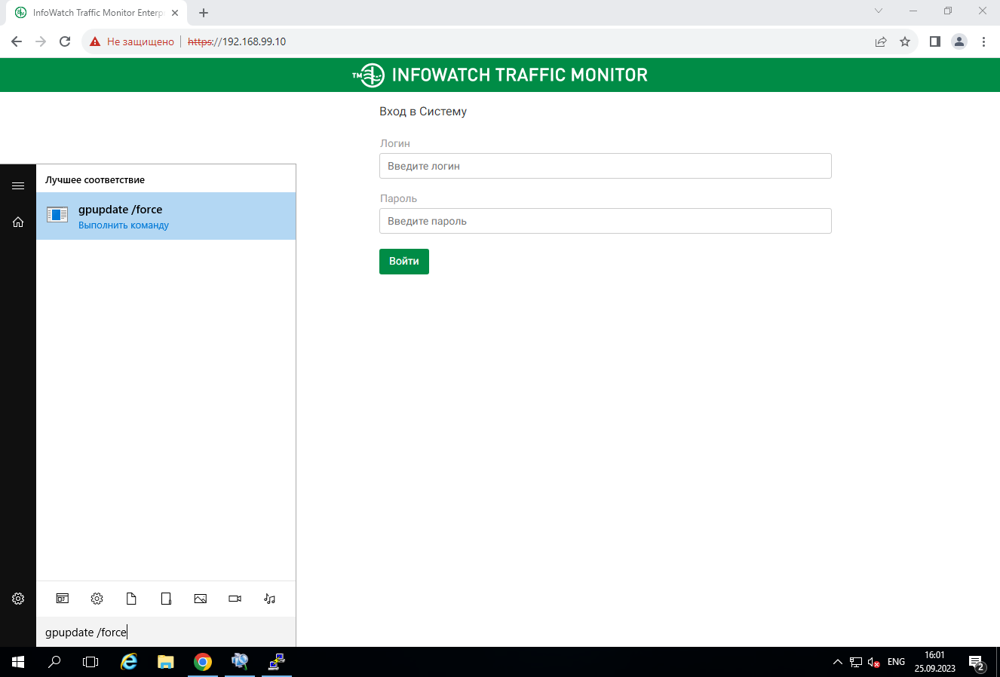 InfoWatch Traffic Monitor Enterp
Не защищено
https://192.168.99.10
TM INFOWATCH TRAFFIC MONITOR
Вход в Систему
Логин
Введите логин
Пароль
Введите пароль
Войти
Лучшее соответствие
gpupdate /force
Выполнить команду
gpupdate /force
ENG
16:01
25.09.2023
2